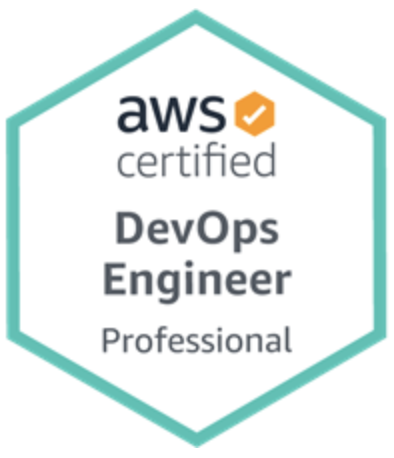 aws
certified
DevOps
Engineer
Professional